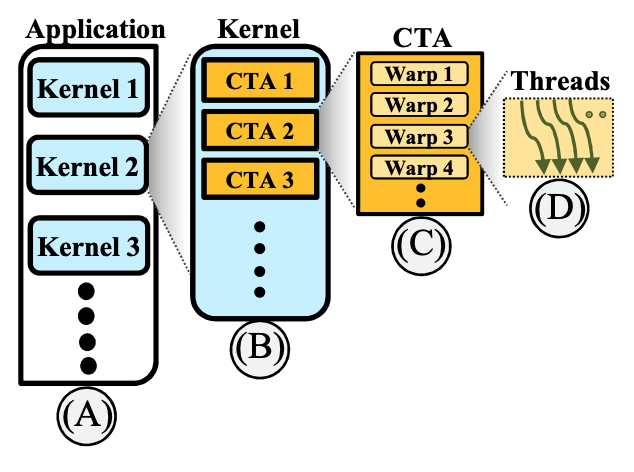 Application
Kernel 1
Kernel 2
Kernel 3
(A)
Kernel
CTA 1
CTA 2
CTA 3
(B)
CTA
Warp 1
Warp 2
Warp 3
Warp 4
(C)
Threads
(D)